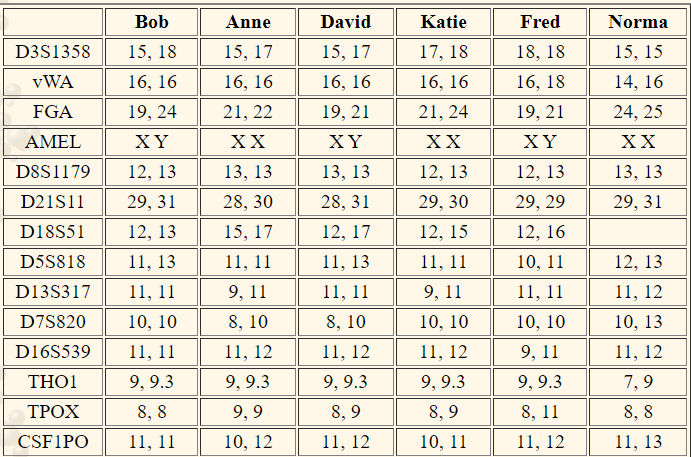 Bob Anne David Katie Fred Norma
D3S1358 15, 18 15, 17 15, 17 17, 18 18, 18 15, 15
vWA 16, 16 16, 16 16, 16 16, 16 16, 18 14, 16
FGA 19, 24 21, 22 19, 21 21, 24 19, 21 24, 25
AMEL X Y X X X Y X X X Y X X
D8S1179 12, 13 13, 13 13, 13 12, 13 12, 13 13, 13
D21S11 29, 31 28, 30 28, 31 29, 30 29, 29 29, 31
D18S51 12, 13 15, 17 12, 17 12, 15 12, 16
D5S818 11, 13 11, 11 11, 13 11, 11 10, 11 12, 13
D13S317 11, 11 9, 11 11, 11 9, 11 11, 11 11, 12
D7S820 10, 10 8, 10 8, 10 10, 10 10, 10 10, 13
D16S539 11, 11 11, 12 11, 12 11, 12 9, 11 11, 12
THO1 9, 9.3 9, 9.3 9, 9.3 9, 9.3 9, 9.3 7, 9
TPOX 8, 8 9, 9 8, 9 8, 9 8, 11 8, 8
CSF1PO 11, 11 10, 12 11, 12 10, 11 11, 12 11, 13